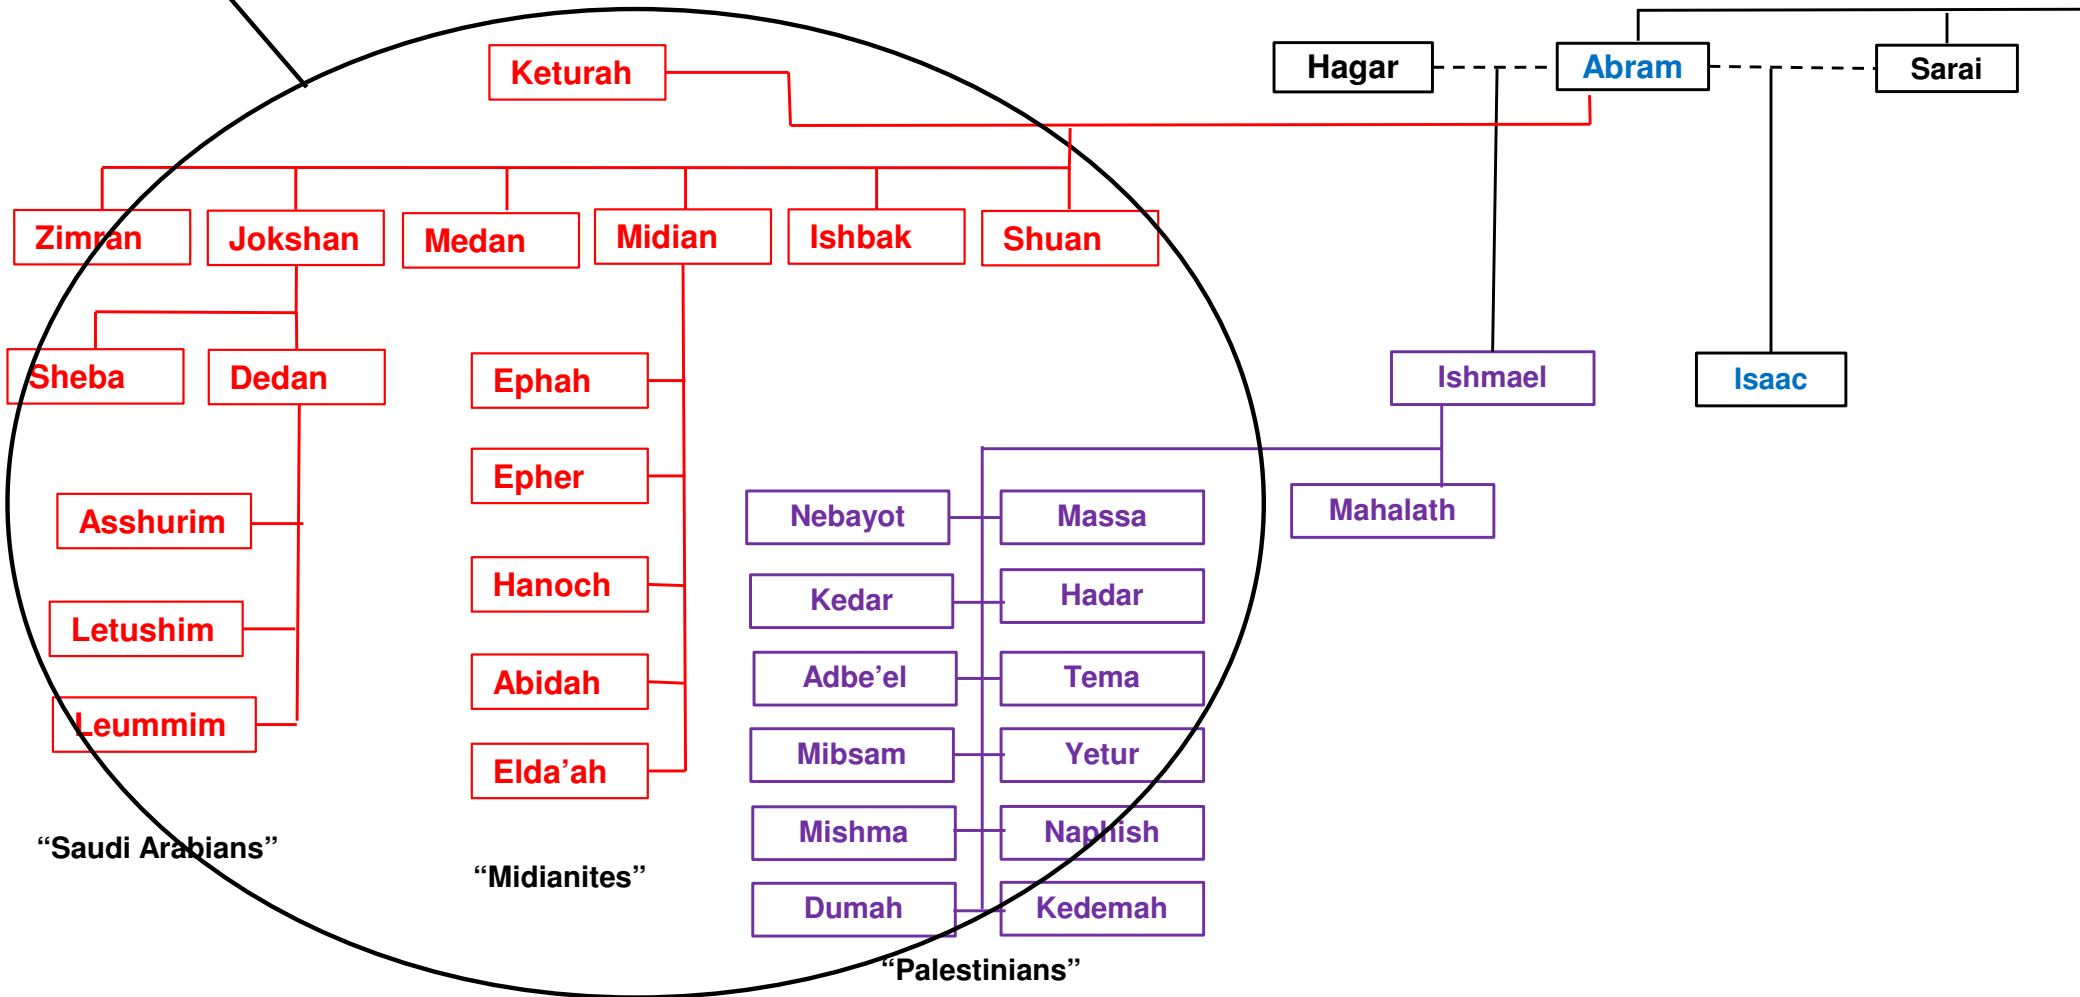 Keturah
Hagar
Abram
Sarai
Zimran
Jokshan
Medan
Midian
Ishbak
Shuan
Sheba
Dedan
Ephah
Ishmael
Isaac
Epher
Asshurim
Nebayot
Massa
Mahalath
Hanoch
Kedar
Hadar
Letushim
Abidah
Adbe’el
Tema
Leummim
Elda’ah
Mibsam
Yetur
“Saudi Arabians”
Mishma
Naphish
“Midianites”
Dumah
Kedemah
“Palestinians”